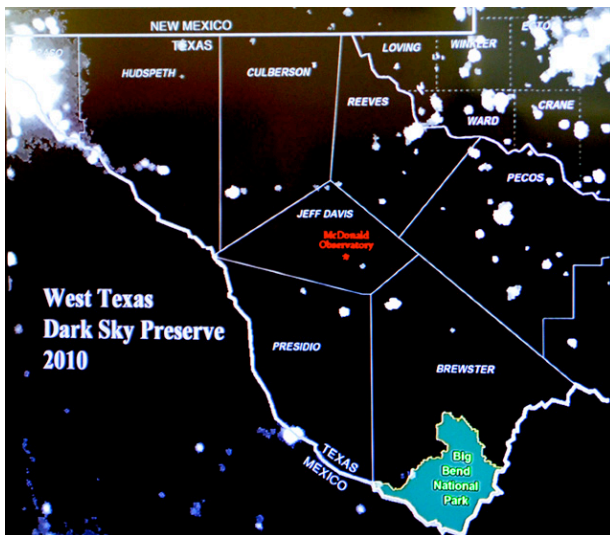 NEW MEXICO
TEXAS
HUDSPETH
CULBERSON
LOVING
WINKLER
REEVES
WARD
CRANE
PECOS
JEFF DAVIS
McDonald
Observatory
West Texas
Dark Sky Preserve
2010
PRESIDIO
BREWSTER
TEXAS
MEXICO
Big
Bend
National
Park